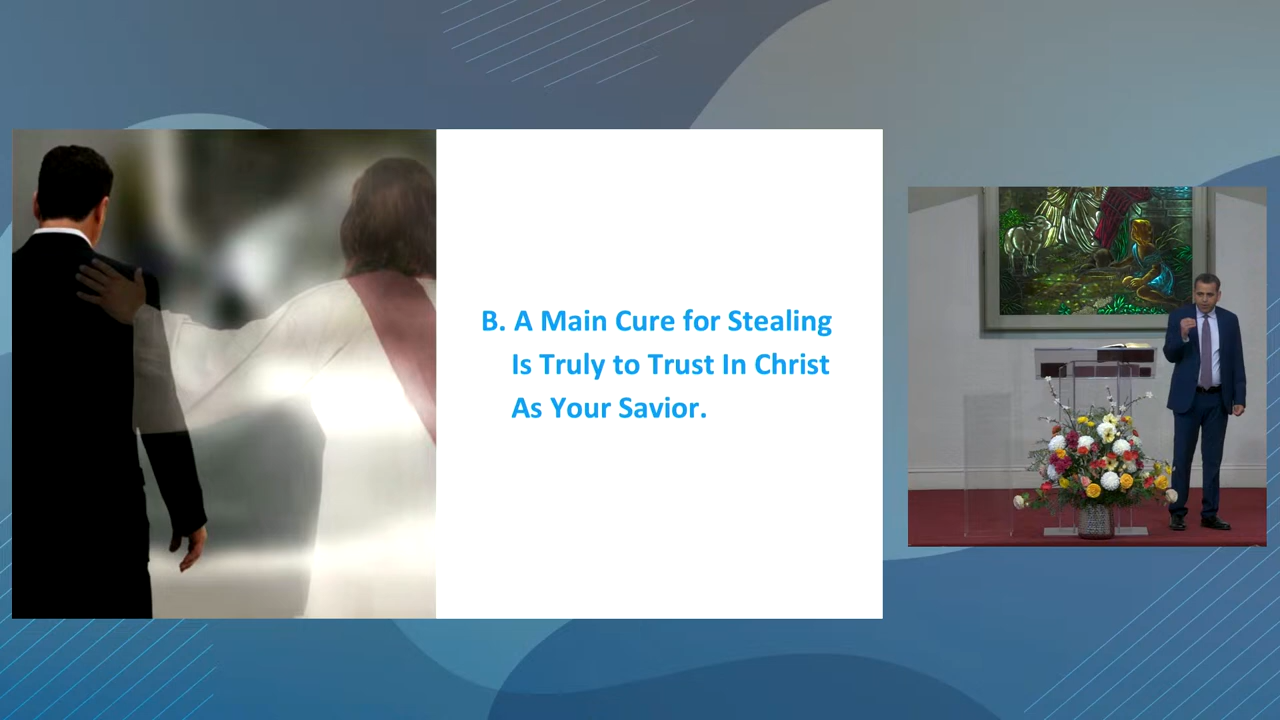 B. A Main Cure for Stealing
Is Truly to Trust In Christ
As Your Savior.